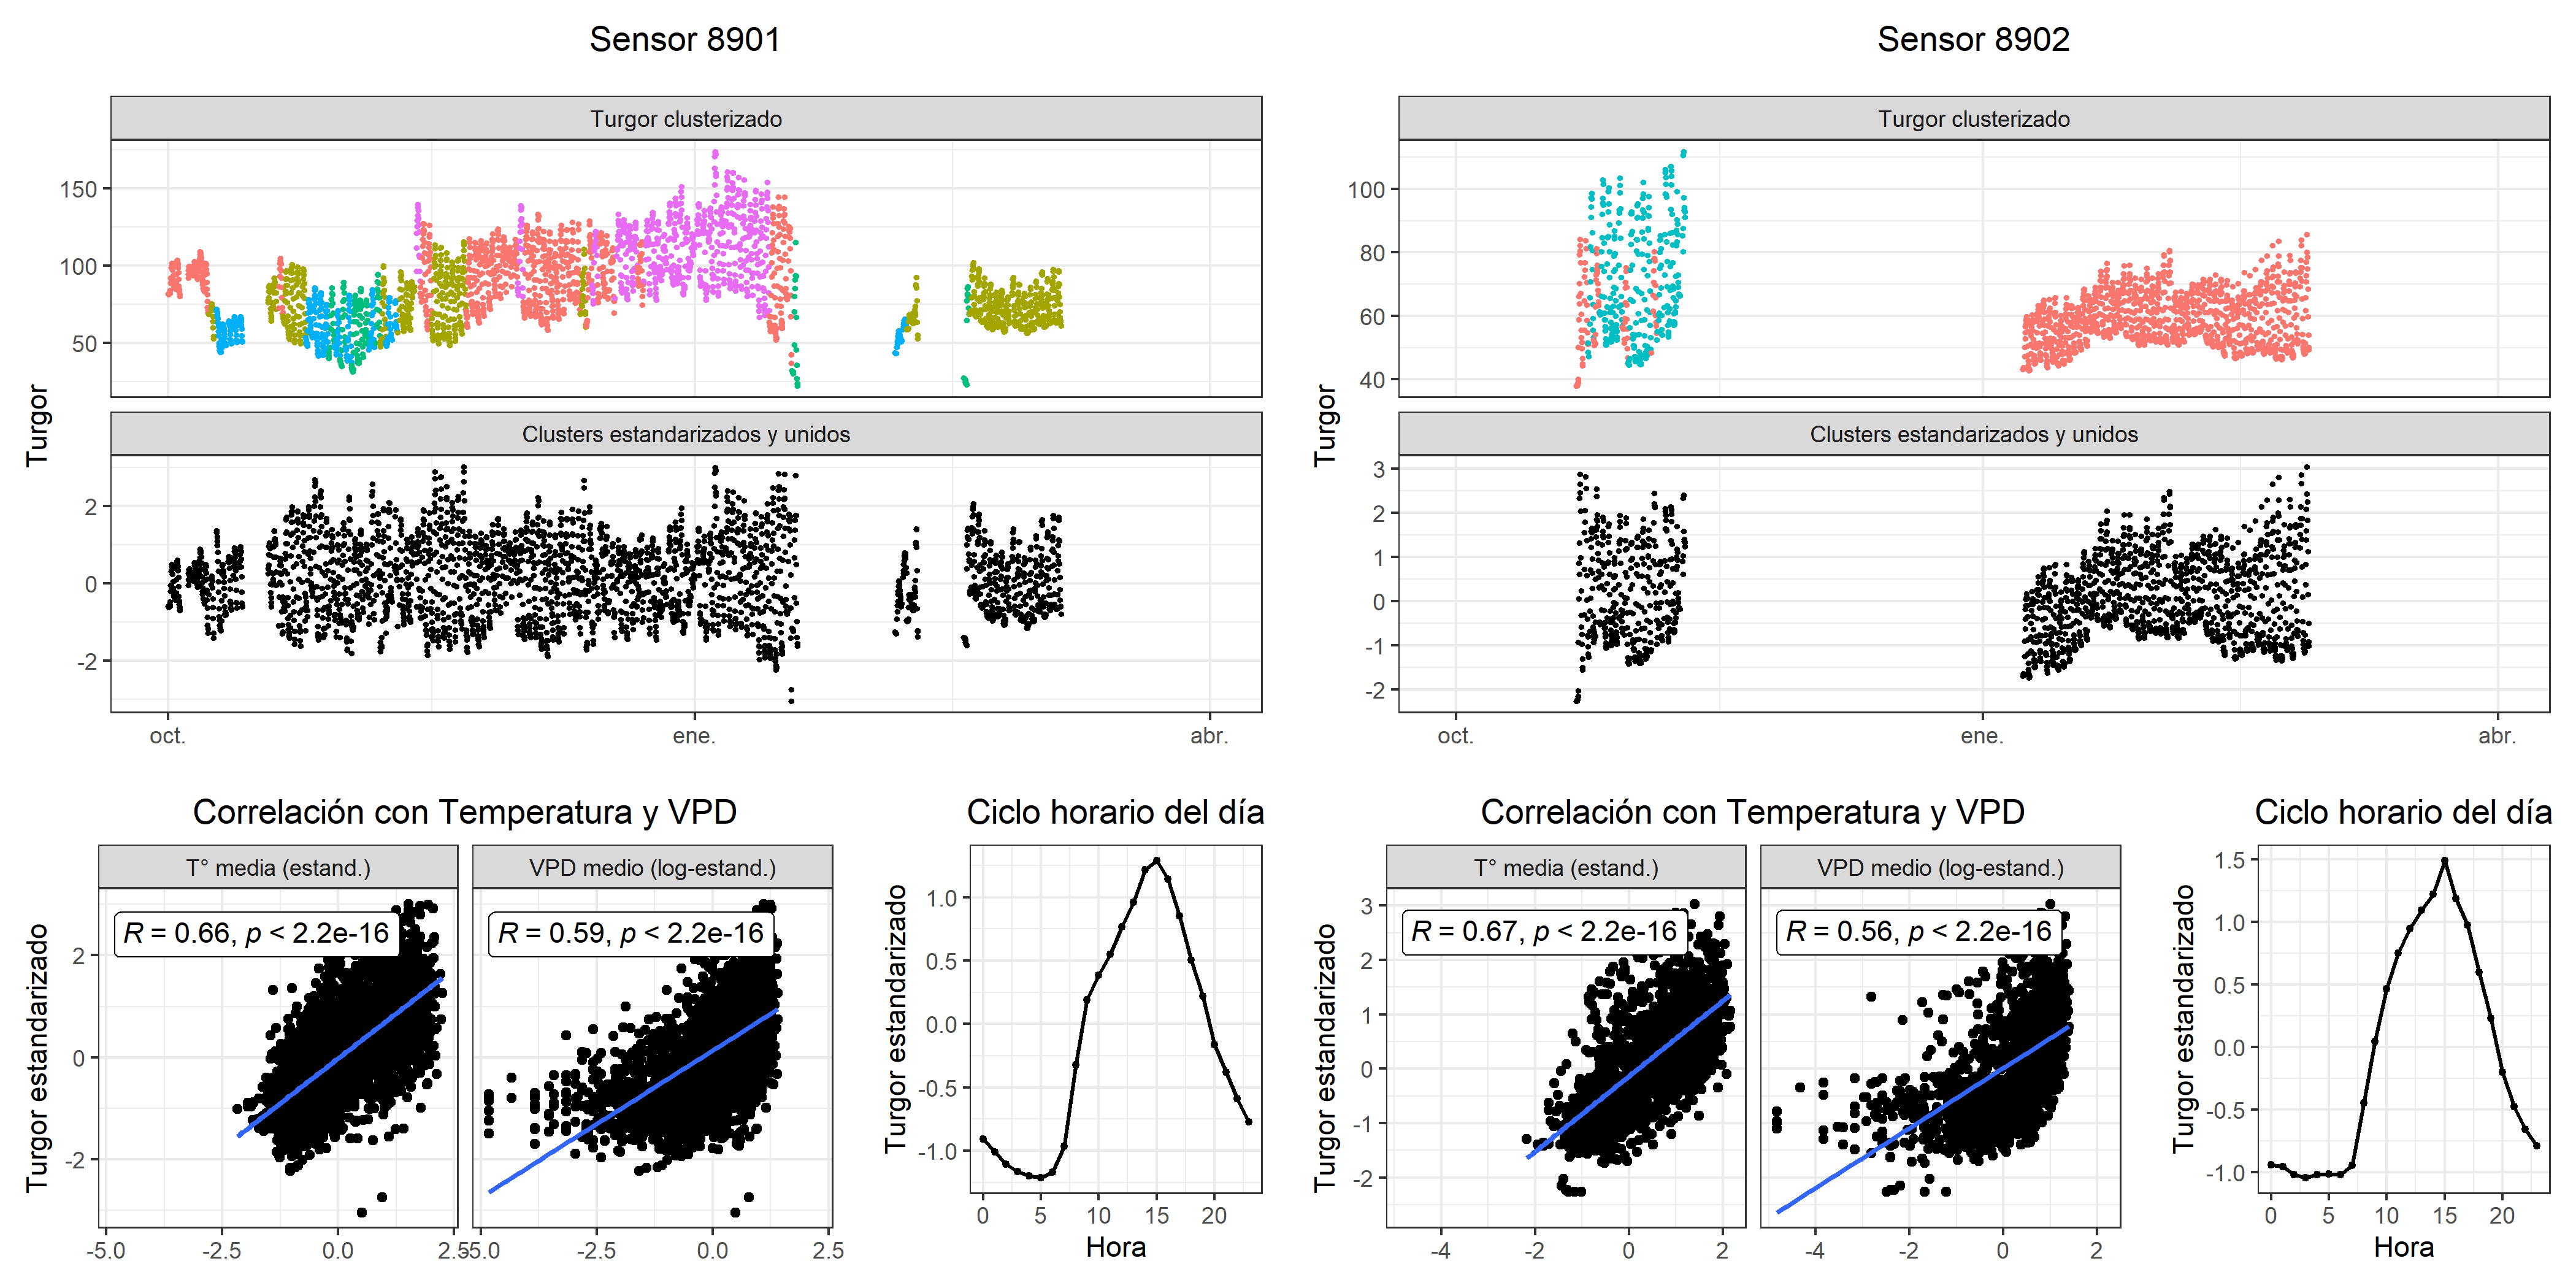 Sensor 8901
Turgor clusterizado
150
100
50
Turgor
Clusters estandarizados y unidos
2
0
-2
oct.
ene.
abr.
Correlación con Temperatura y VPD
T° media (estand.)
VPD medio (log-estand.)
R = 0.66, p < 2.2e-16
R = 0.59, p < 2.2e-16
Turgor estandarizado
2
0
-2
-5.0
-2.5
0.0
2.5
-5.0
-2.5
0.0
2.5
Ciclo horario del día
Turgor estandarizado
1.0
0.5
0.0
-0.5
-1.0
0
5
10
15
20
Hora
Sensor 8902
Turgor clusterizado
100
80
60
40
Turgor
Clusters estandarizados y unidos
3
2
1
0
-1
-2
oct.
ene.
abr.
Correlación con Temperatura y VPD
T° media (estand.)
VPD medio (log-estand.)
R = 0.67, p < 2.2e-16
R = 0.56, p < 2.2e-16
Turgor estandarizado
3
2
1
0
-1
-2
-4
-2
0
2
-4
-2
0
2
Ciclo horario del día
Turgor estandarizado
1.5
1.0
0.5
0.0
-0.5
-1.0
0
5
10
15
20
Hora